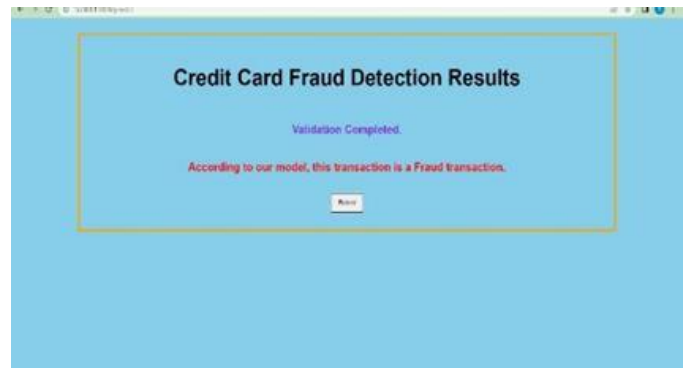 Credit Card Fraud Detection Results
Validation Completed.
According to our model, this transaction is a Fraud transaction.